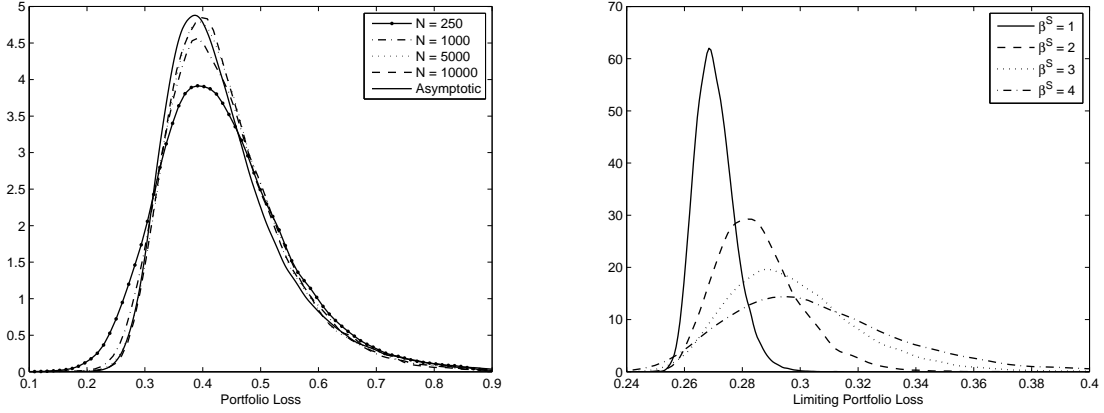 5
4.5
4
3.5
3
2.5
2
1.5
1
0.5
0
0.1 0.2 0.3 0.4 0.5 0.6 0.7 0.8 0.9
Portfolio Loss
N = 250
N = 1000
N = 5000
N = 10000
Asymptotic
70
60
50
40
30
20
10
0
0.24 0.26 0.28 0.3 0.32 0.34 0.36 0.38 0.4
Limiting Portfolio Loss
β^S = 1
β^S = 2
β^S = 3
β^S = 4